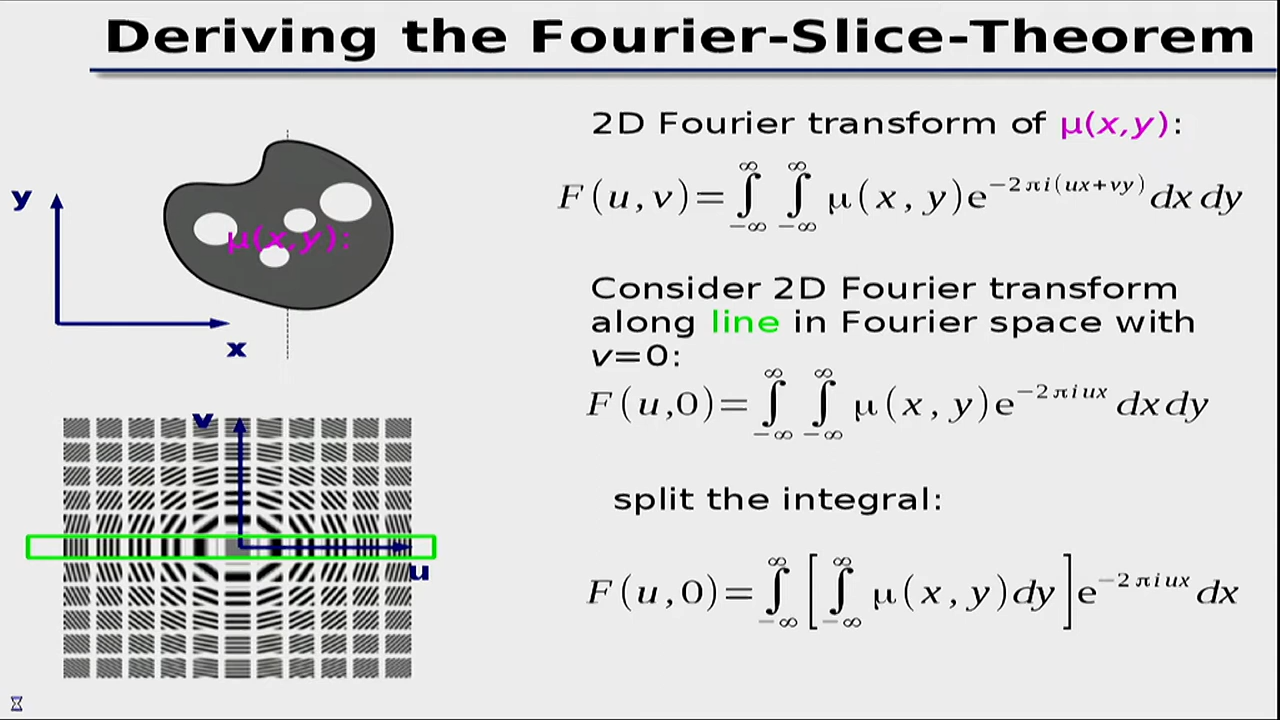 Deriving the Fourier-Slice-Theorem
2D Fourier transform of μ(x,y):
F(u,v)=∫_{-∞}^{∞} ∫_{-∞}^{∞} μ(x,y)e^{-2πi(ux+vy)} dx dy
y
μ(x,y):
x
Consider 2D Fourier transform
along line in Fourier space with
v=0:
F(u,0)=∫_{-∞}^{∞} ∫_{-∞}^{∞} μ(x,y)e^{-2πiux} dx dy
v
u
split the integral:
F(u,0)=∫_{-∞}^{∞} [∫_{-∞}^{∞} μ(x,y)dy] e^{-2πiux} dx